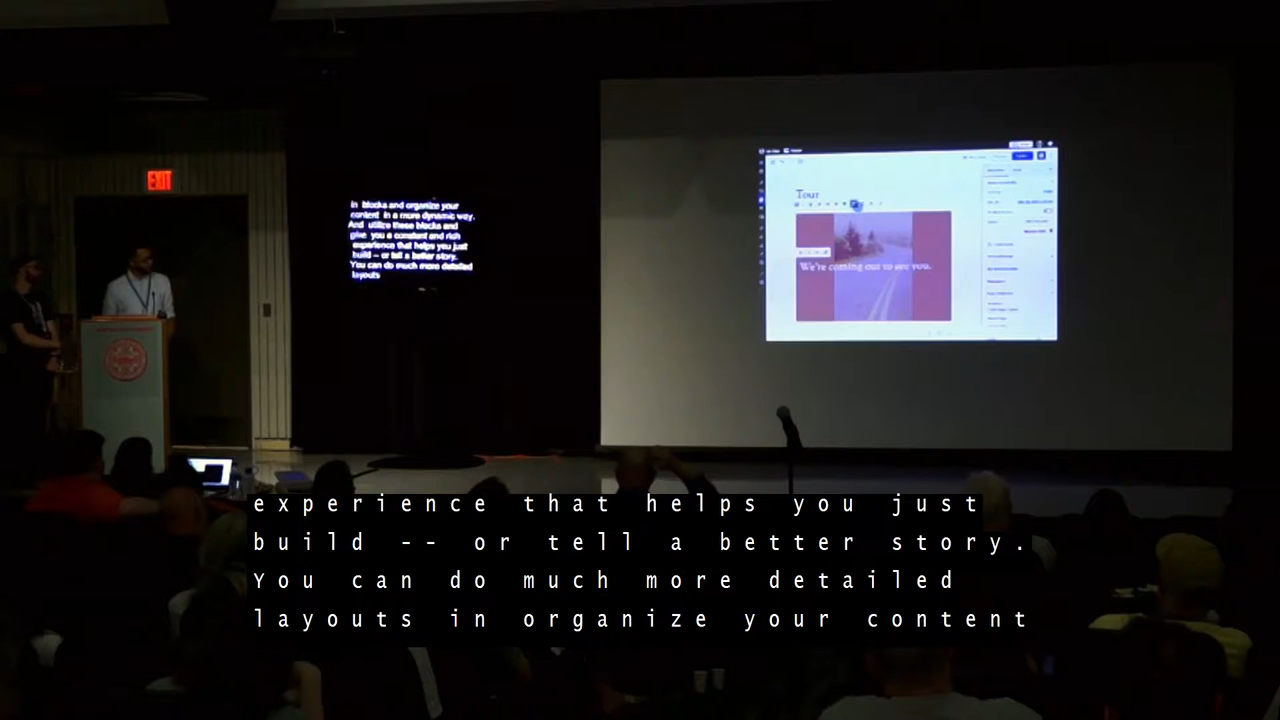 EXIT
in blocks and organize your
content in a more dynamic way.
And utilize these blocks and
give you a constant and rich
experience that helps you just
build -- or tell a better story.
You can do much more detailed
layouts
Tour
We're coming out to see you.
experience that helps you just
build -- or tell a better story.
You can do much more detailed
layouts in organize your content